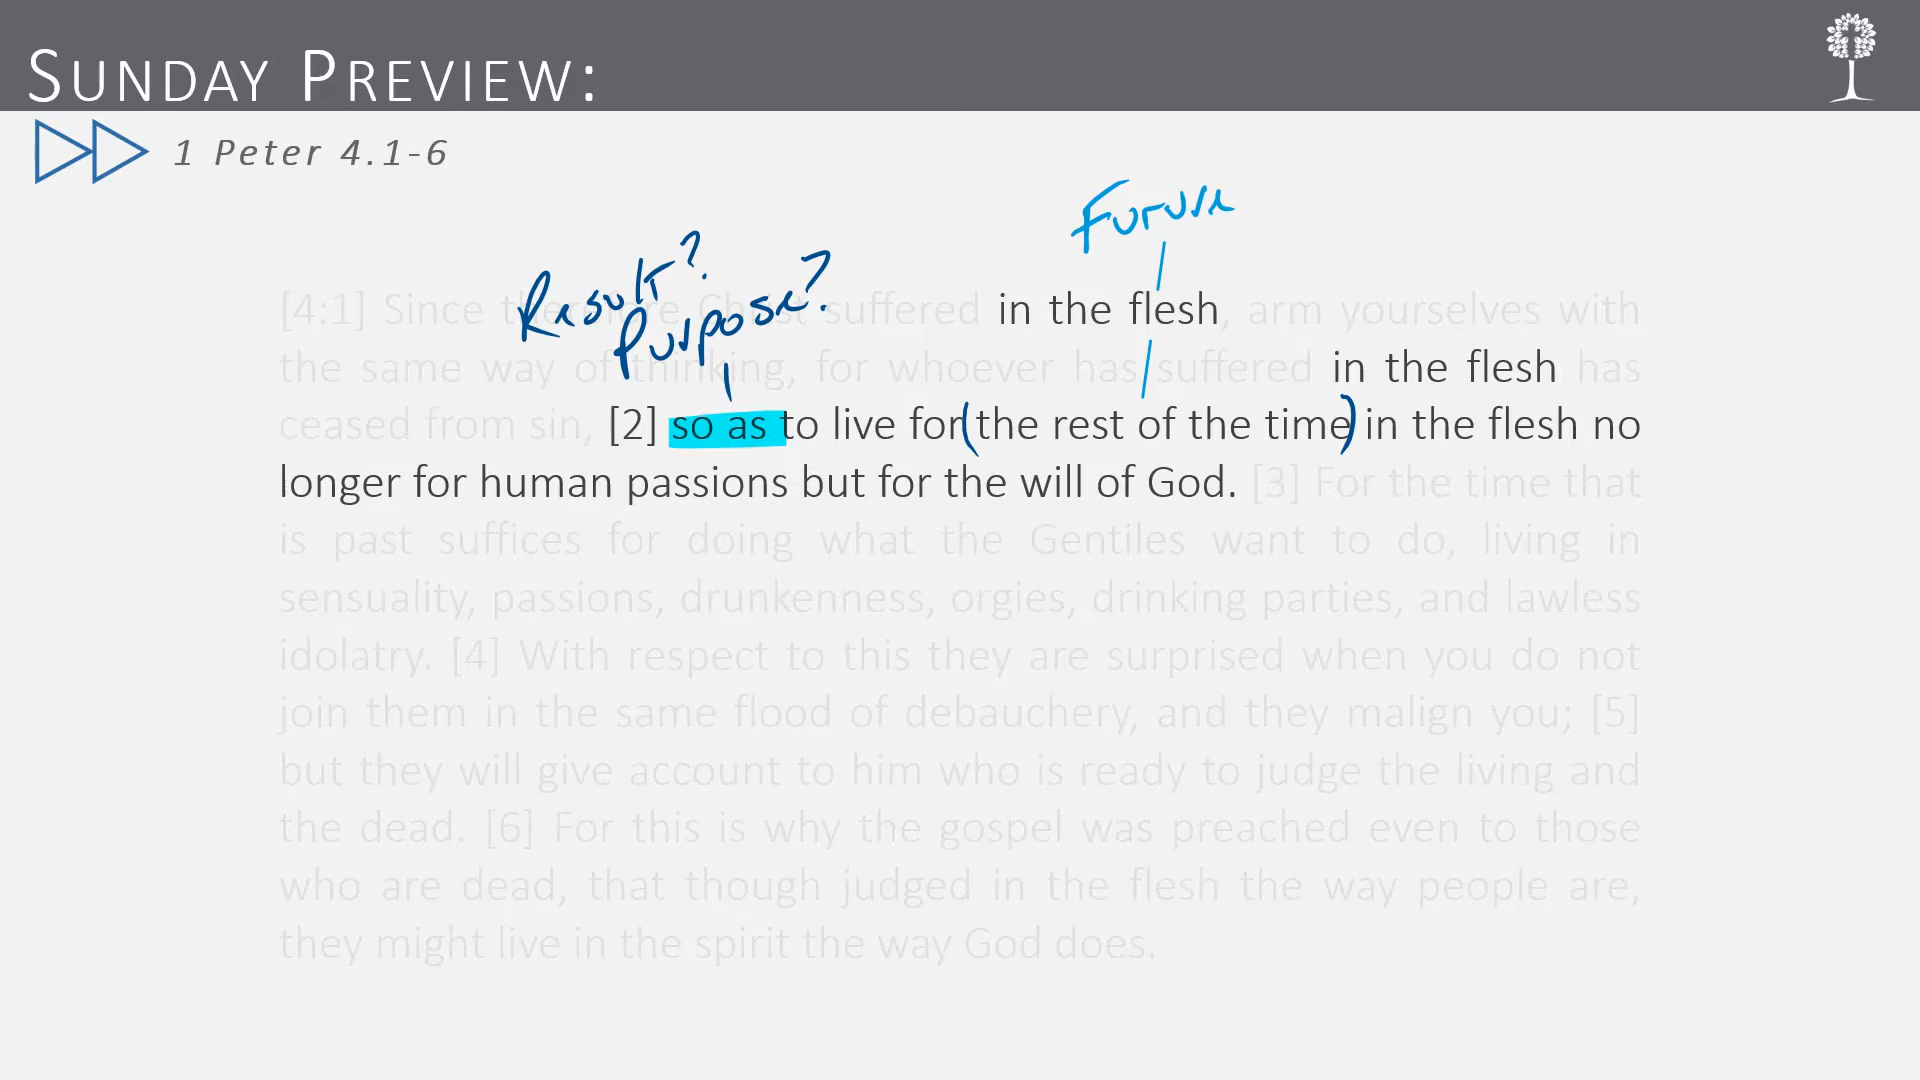 SUNDAY PREVIEW:
1 Peter 4.1-6
Future
Result?
Purpose?
[4:1] Since therefore Christ suffered in the flesh, arm yourselves with
the same way of thinking, for whoever has suffered in the flesh has
ceased from sin, [2] so as to live for (the rest of the time) in the flesh no
longer for human passions but for the will of God. [3] For the time that
is past suffices for doing what the Gentiles want to do, living in
sensuality, passions, drunkenness, orgies, drinking parties, and lawless
idolatry. [4] With respect to this they are surprised when you do not
join them in the same flood of debauchery, and they malign you; [5]
but they will give account to him who is ready to judge the living and
the dead. [6] For this is why the gospel was preached even to those
who are dead, that though judged in the flesh the way people are,
they might live in the spirit the way God does.